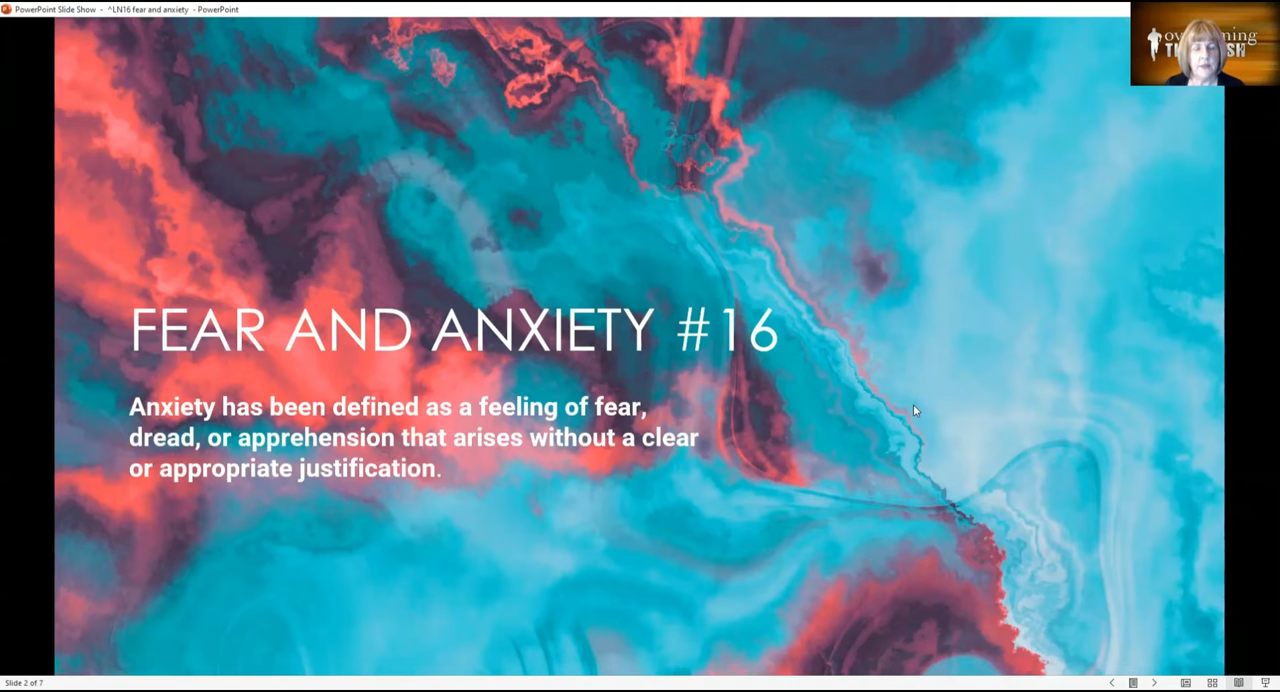 PowerPoint Slide Show - ^LN16 fear and anxiety - PowerPoint
FEAR AND ANXIETY #16
Anxiety has been defined as a feeling of fear,
dread, or apprehension that arises without a clear
or appropriate justification.
Slide 2 of 7